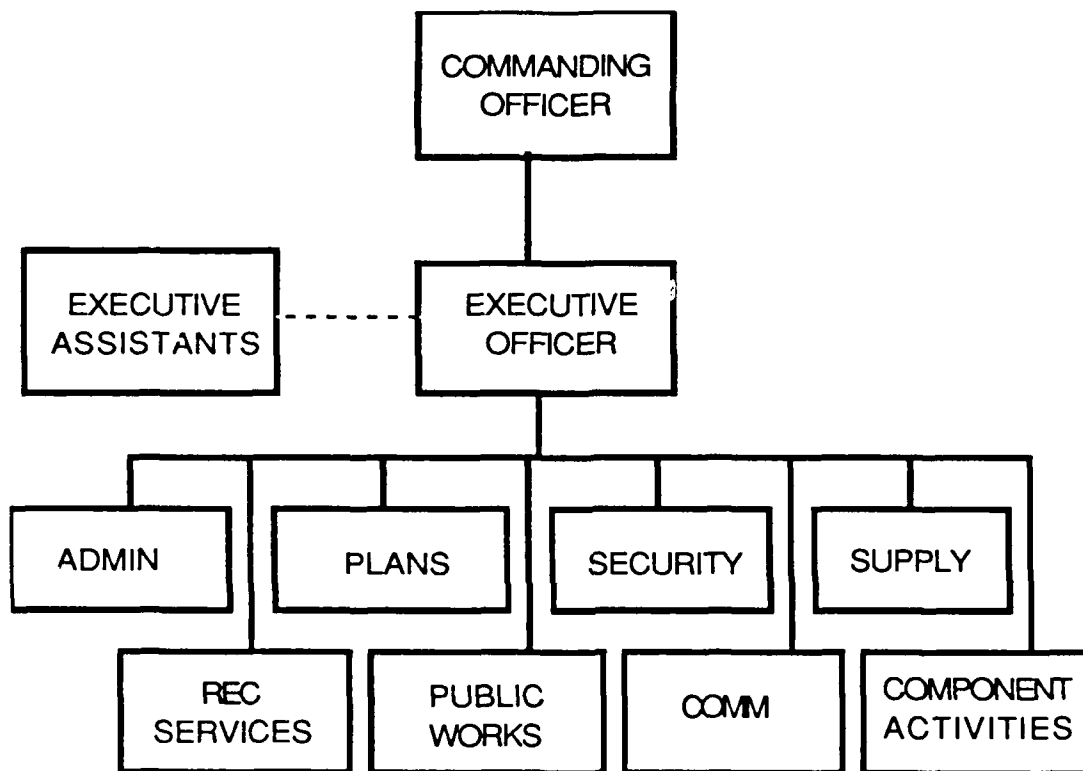 COMMANDING
OFFICER
EXECUTIVE
ASSISTANTS
EXECUTIVE
OFFICER
ADMIN
PLANS
SECURITY
SUPPLY
REC
SERVICES
PUBLIC
WORKS
COMM
COMPONENT
ACTIVITIES